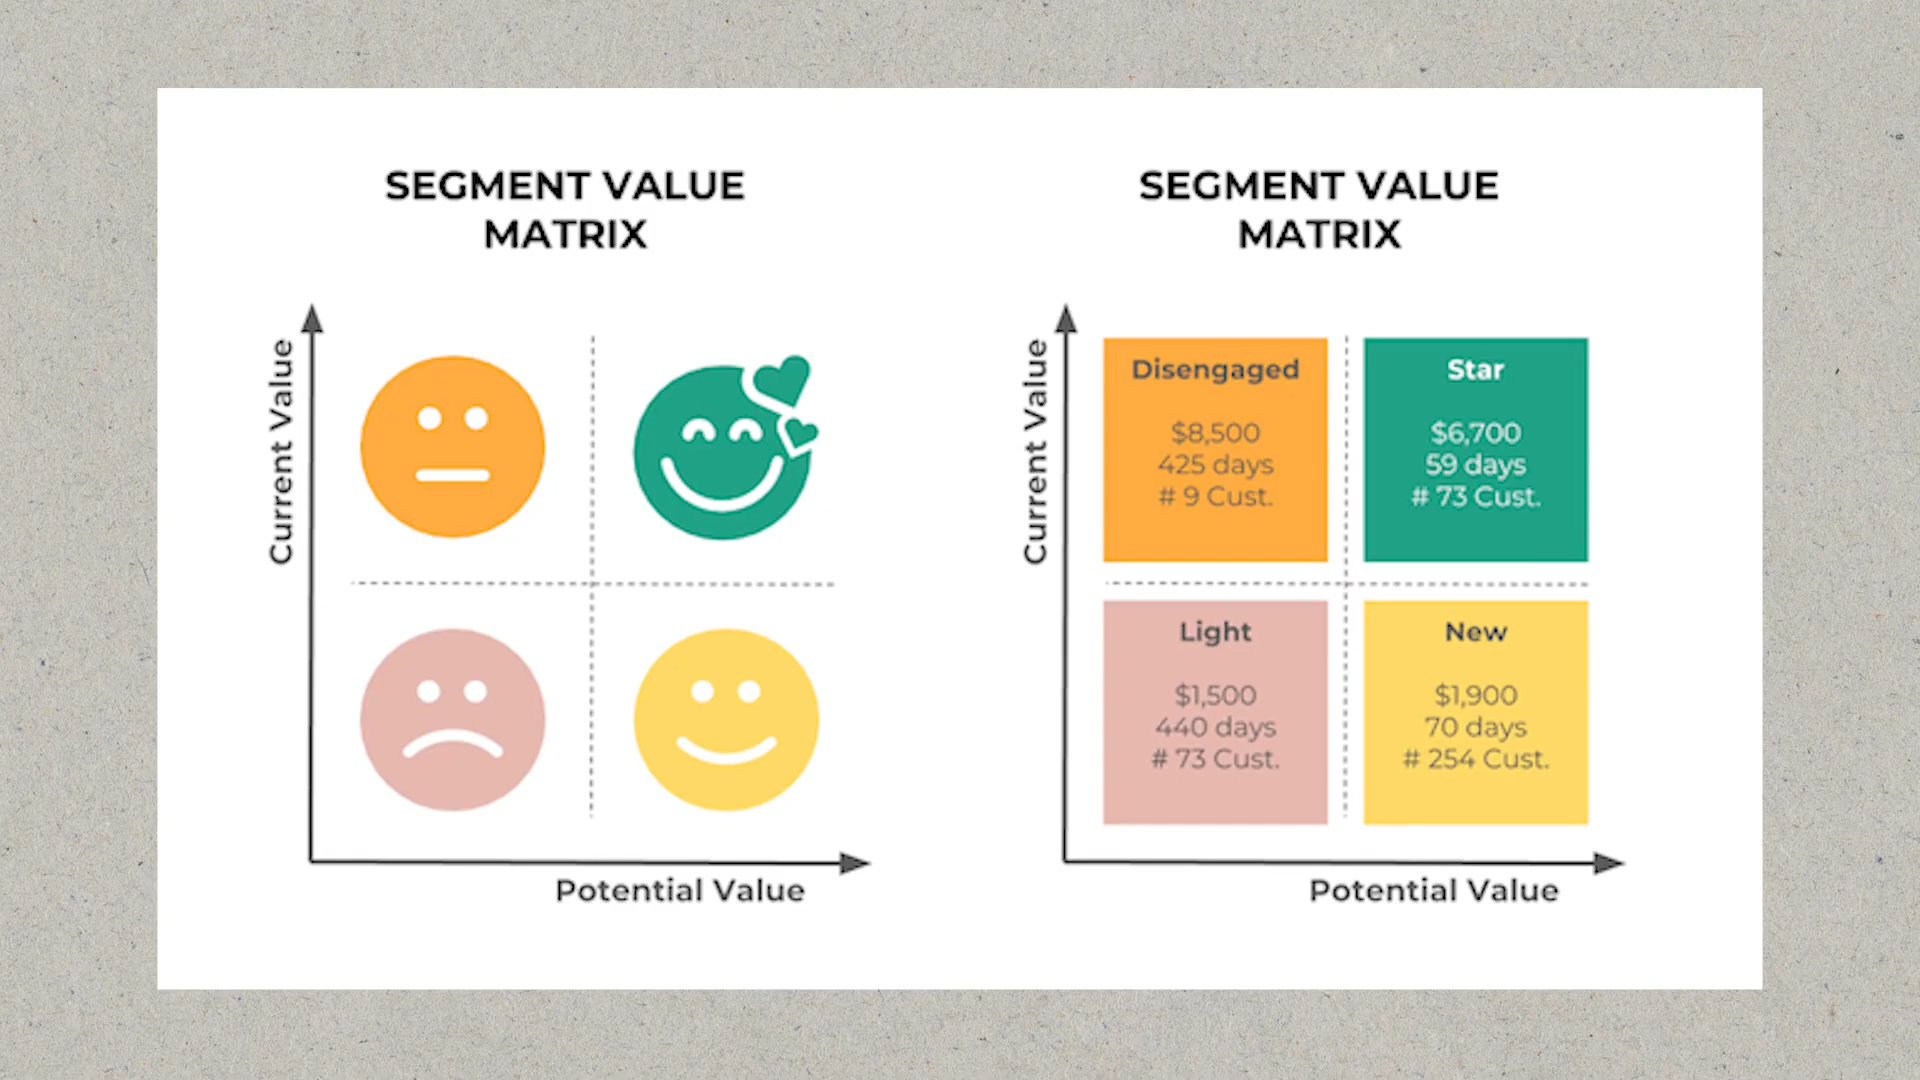 SEGMENT VALUE
MATRIX
Current Value
Potential Value
SEGMENT VALUE
MATRIX
Current Value
Disengaged
$8,500
425 days
# 9 Cust.
Star
$6,700
59 days
# 73 Cust.
Light
$1,500
440 days
# 73 Cust.
New
$1,900
70 days
# 254 Cust.
Potential Value